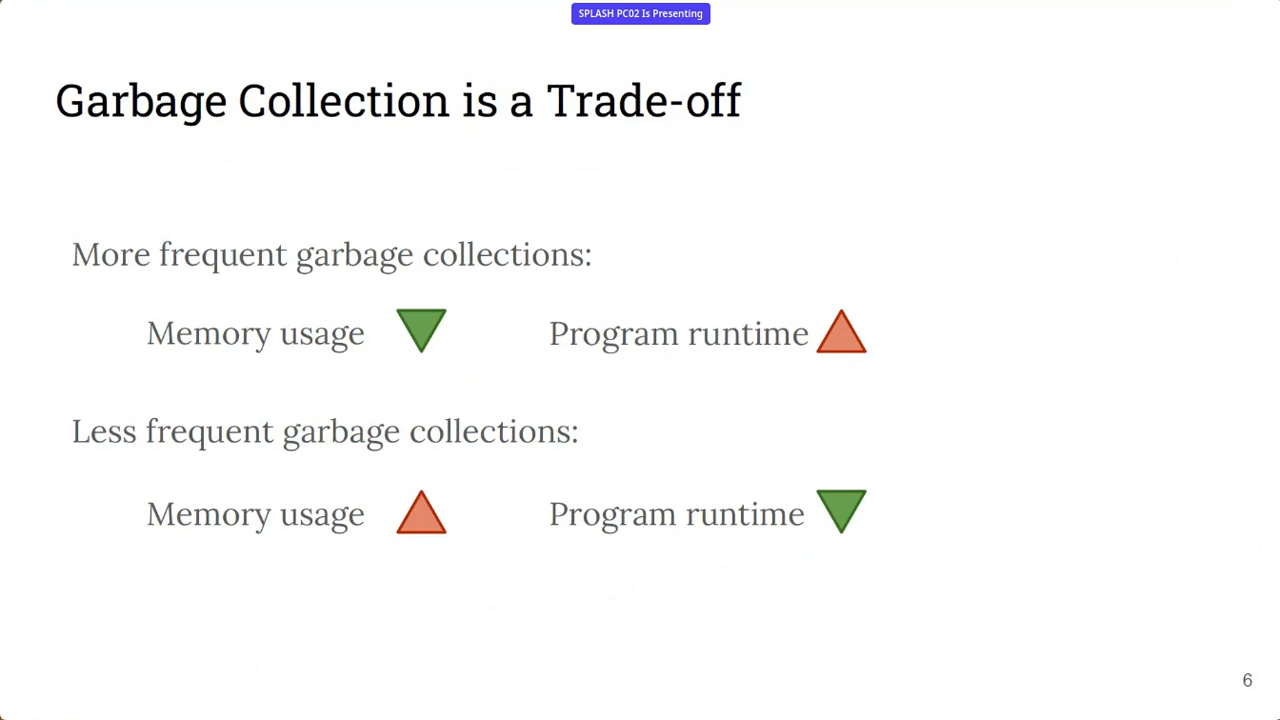 SPLASH PC02 Is Presenting
Garbage Collection is a Trade-off
More frequent garbage collections:
Memory usage Program runtime
Less frequent garbage collections:
Memory usage Program runtime
6